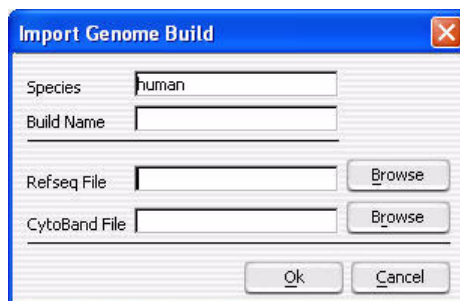 Import Genome Build
Species human
Build Name
Refseq File Browse
CytoBand File Browse
Ok Cancel